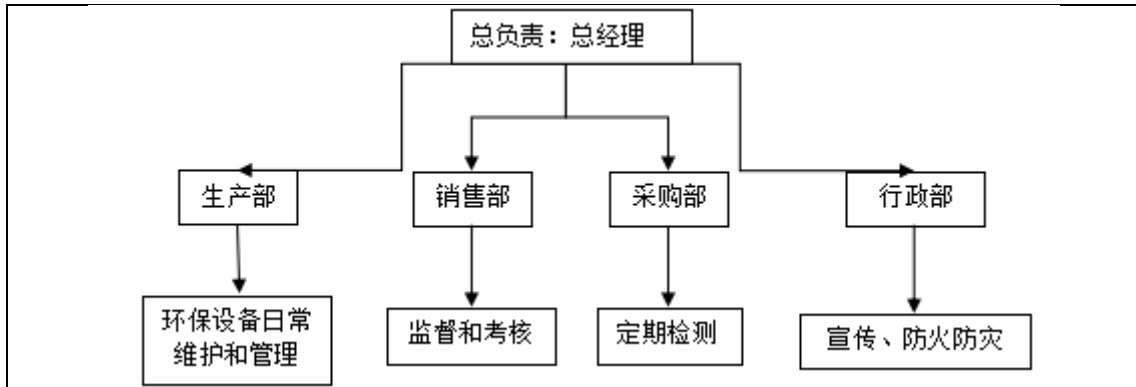 总负责：总经理
生产部
销售部
采购部
行政部
环保设备日常
维护和管理
监督和考核
定期检测
宣传、防火防灾